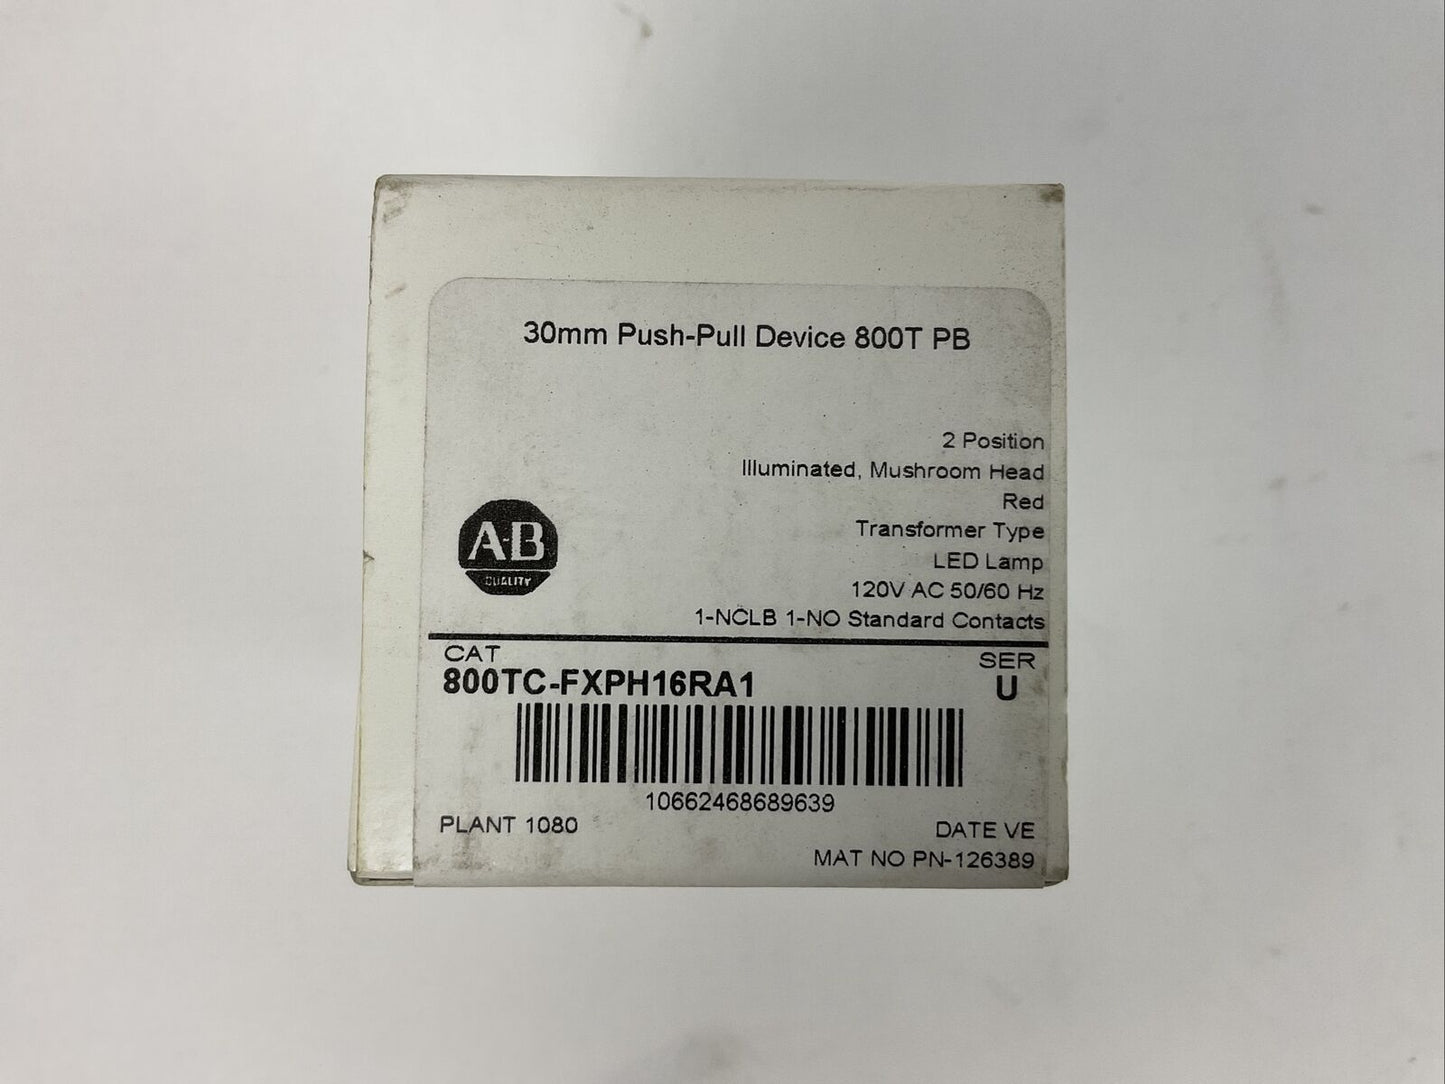 30mm Push-Pull Device 800T PB
2 Position
Illuminated, Mushroom Head
Red
Transformer Type
LED Lamp
120V AC 50/60 Hz
1-NCLB 1-NO Standard Contacts
A-B
QUALITY
CAT
SER
800TC-FXPH16RA1
U
10662468689639
PLANT 1080
DATE VE
MAT NO PN-126389